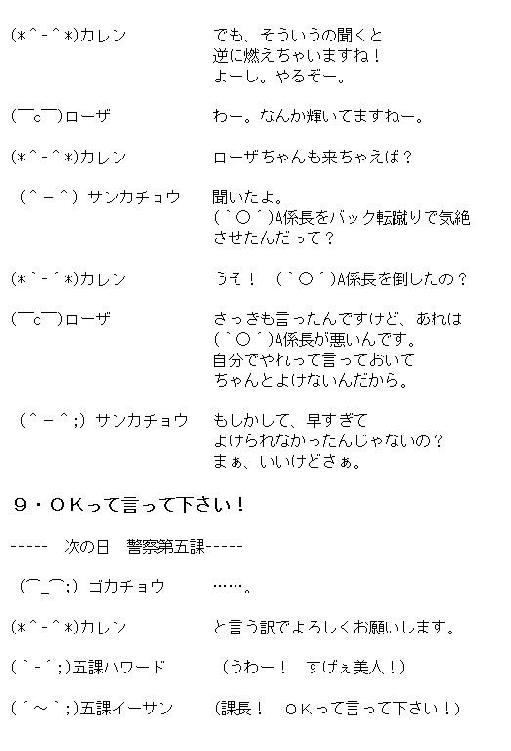 (*^-^*)カレン　でも、そういうの聞くと
逆に燃えちゃいますね！
よーし。やるぞー。
(￣c￣)ローザ　わー。なんか輝いてますねー。
(*^-^*)カレン　ローザちゃんも来ちゃえば？
(＾－＾) サンカチョウ　聞いたよ。
(｀○´)A係長をバック転蹴りで気絶
させたんだって？
(*｀-´*)カレン　うそ！　(｀○´)A係長を倒したの？
(￣c￣)ローザ　さっきも言ったんですけど、あれは
(｀○´)A係長が悪いんです。
自分でやれって言っておいて
ちゃんとよけないんだから。
(＾－＾;) サンカチョウ　もしかして、早すぎて
よけられなかったんじゃないの？
まぁ、いいけどさぁ。
９・ＯＫって言って下さい！
-----　次の日　警察第五課-----
(⌒_⌒;) ゴカチョウ　……。
(*^-^*)カレン　と言う訳でよろしくお願いします。
(｀-´;)五課ハワード　（うわー！　すげぇ美人！）
(´～｀;)五課イーサン　(課長！　ＯＫって言って下さい！)